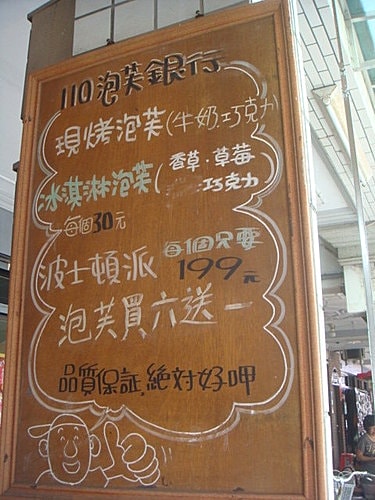 110泡芙銀行
現烤泡芙(牛奶.巧克力
冰淇淋泡芙(香草.草莓
巧克力
每個30元
波士頓派 每個只要
199元
泡芙買六送一
品質保証.絕対好呷